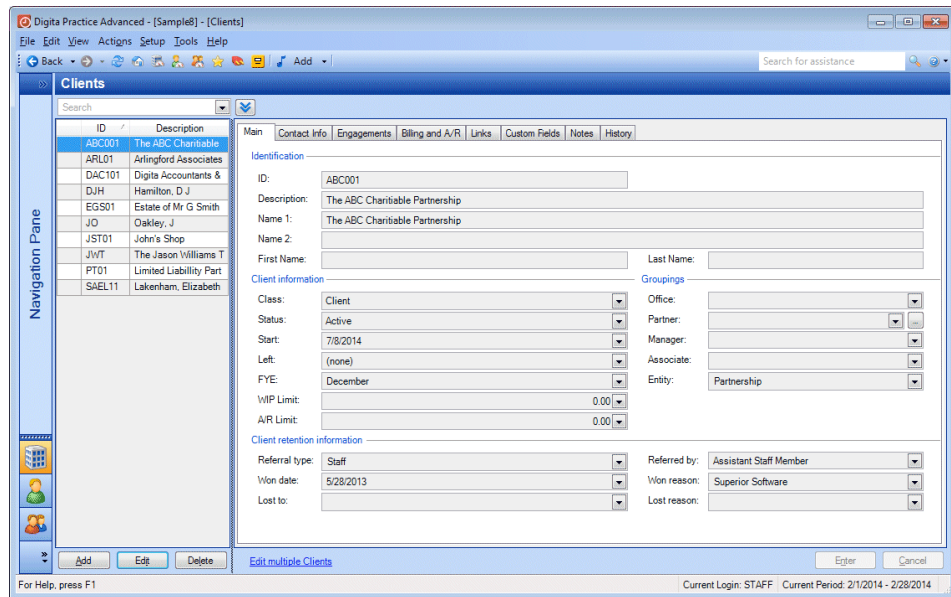 Digita Practice Advanced - [Sample8] - [Clients]
File Edit View Actions Setup Tools Help
Back Add Search for assistance
Clients
Search
Navigation Pane
ID Description
ABC001 The ABC Charitiable
ARL01 Arlingford Associates
DAC101 Digita Accountants &
DJH Hamilton, D J
EGS01 Estate of Mr G Smith
JO Oakley, J
JST01 John's Shop
JWT The Jason Williams T
PT01 Limited Liabillity Part
SAEL11 Lakenham, Elizabeth
Main Contact Info Engagements Billing and A/R Links Custom Fields Notes History
Identification
ID: ABC001
Description: The ABC Charitiable Partnership
Name 1: The ABC Charitiable Partnership
Name 2:
First Name: Last Name:
Client information Groupings
Class: Client Office:
Status: Active Partner: ...
Start: 7/8/2014 Manager:
Left: (none) Associate:
FYE: December Entity: Partnership
WIP Limit: 0.00
A/R Limit: 0.00
Client retention information
Referral type: Staff Referred by: Assistant Staff Member
Won date: 5/28/2013 Won reason: Superior Software
Lost to: Lost reason:
Add Edit Delete Edit multiple Clients Enter Cancel
For Help, press F1 Current Login: STAFF Current Period: 2/1/2014 - 2/28/2014